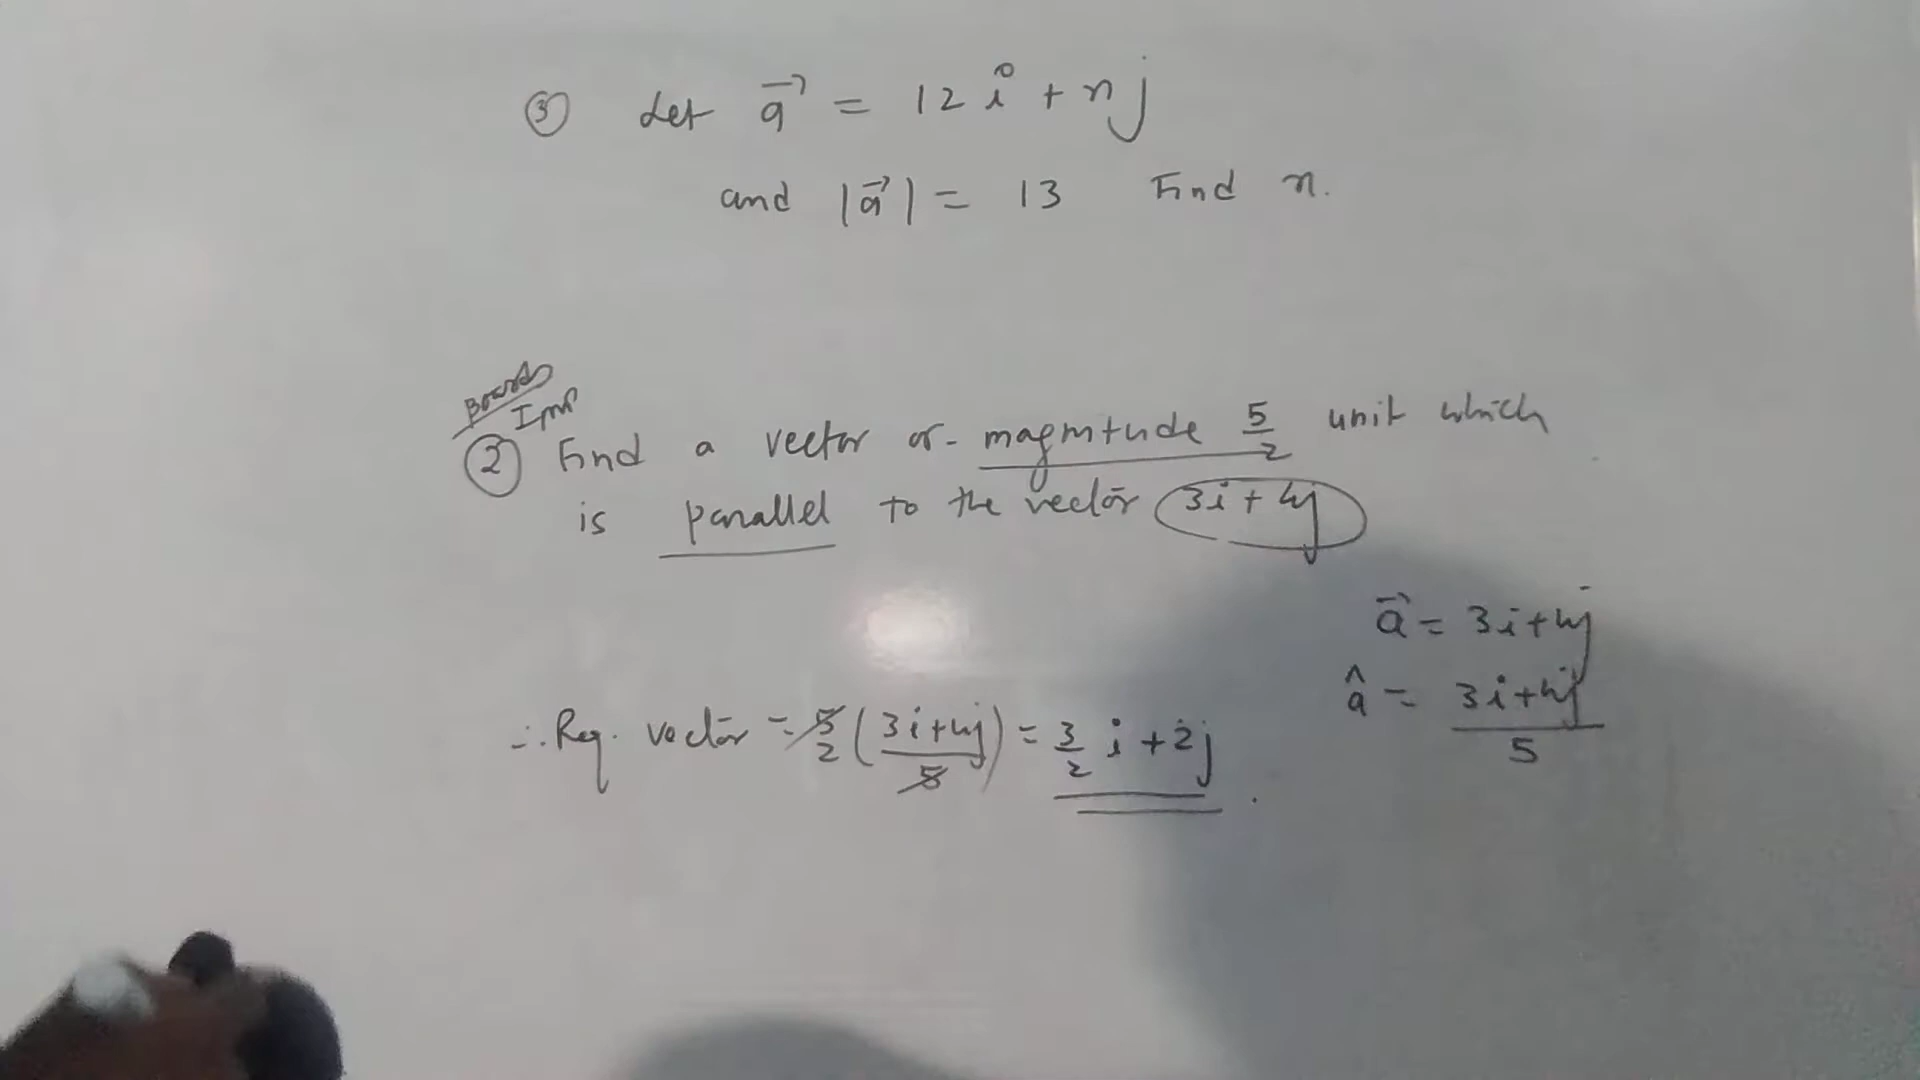 ③ Let a⃗ = 12i + nj
and |a⃗| = 13 Find n.
Boards
Imp
② Find a vector of magnitude 5/2 unit which
is parallel to the vector 3i + 4j
a⃗ = 3i + 4j
â = 3i + 4j / 5
∴ Req. vector = 5/2 (3i + 4j / 5) = 3/2 i + 2j